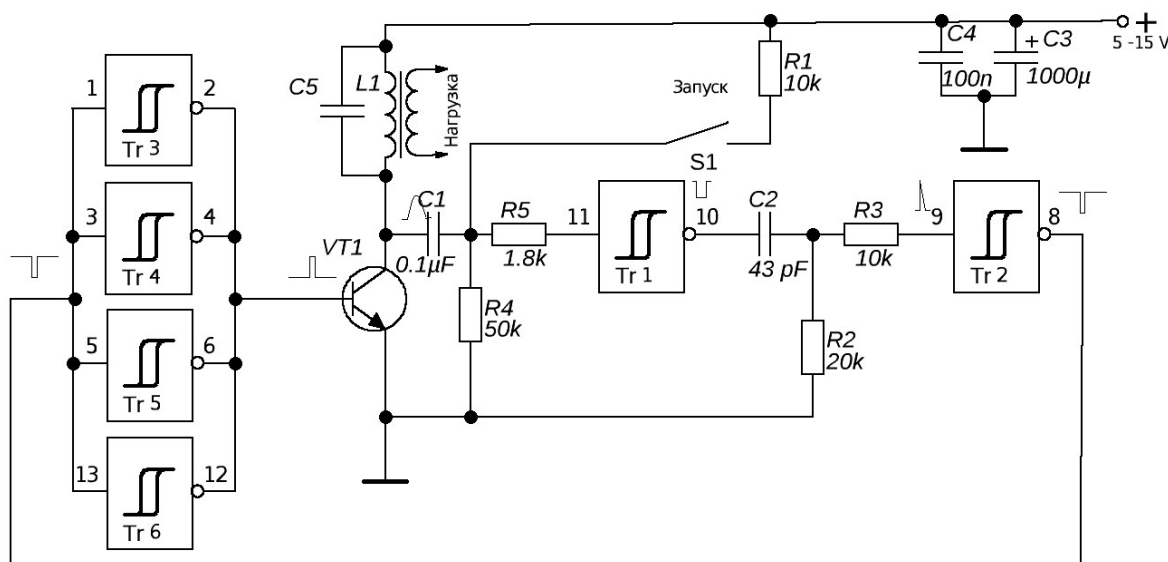 1
2
Tr 3
3
4
Tr 4
5
6
Tr 5
13
12
Tr 6
C5
L1
Нагрузка
VT1
C1
0.1µF
R5
1.8k
R4
50k
11
10
Tr 1
Запуск
S1
R1
10k
C2
43 pF
R3
10k
R2
20k
9
8
Tr 2
C4
100n
+ C3
1000µ
+
5 -15 V